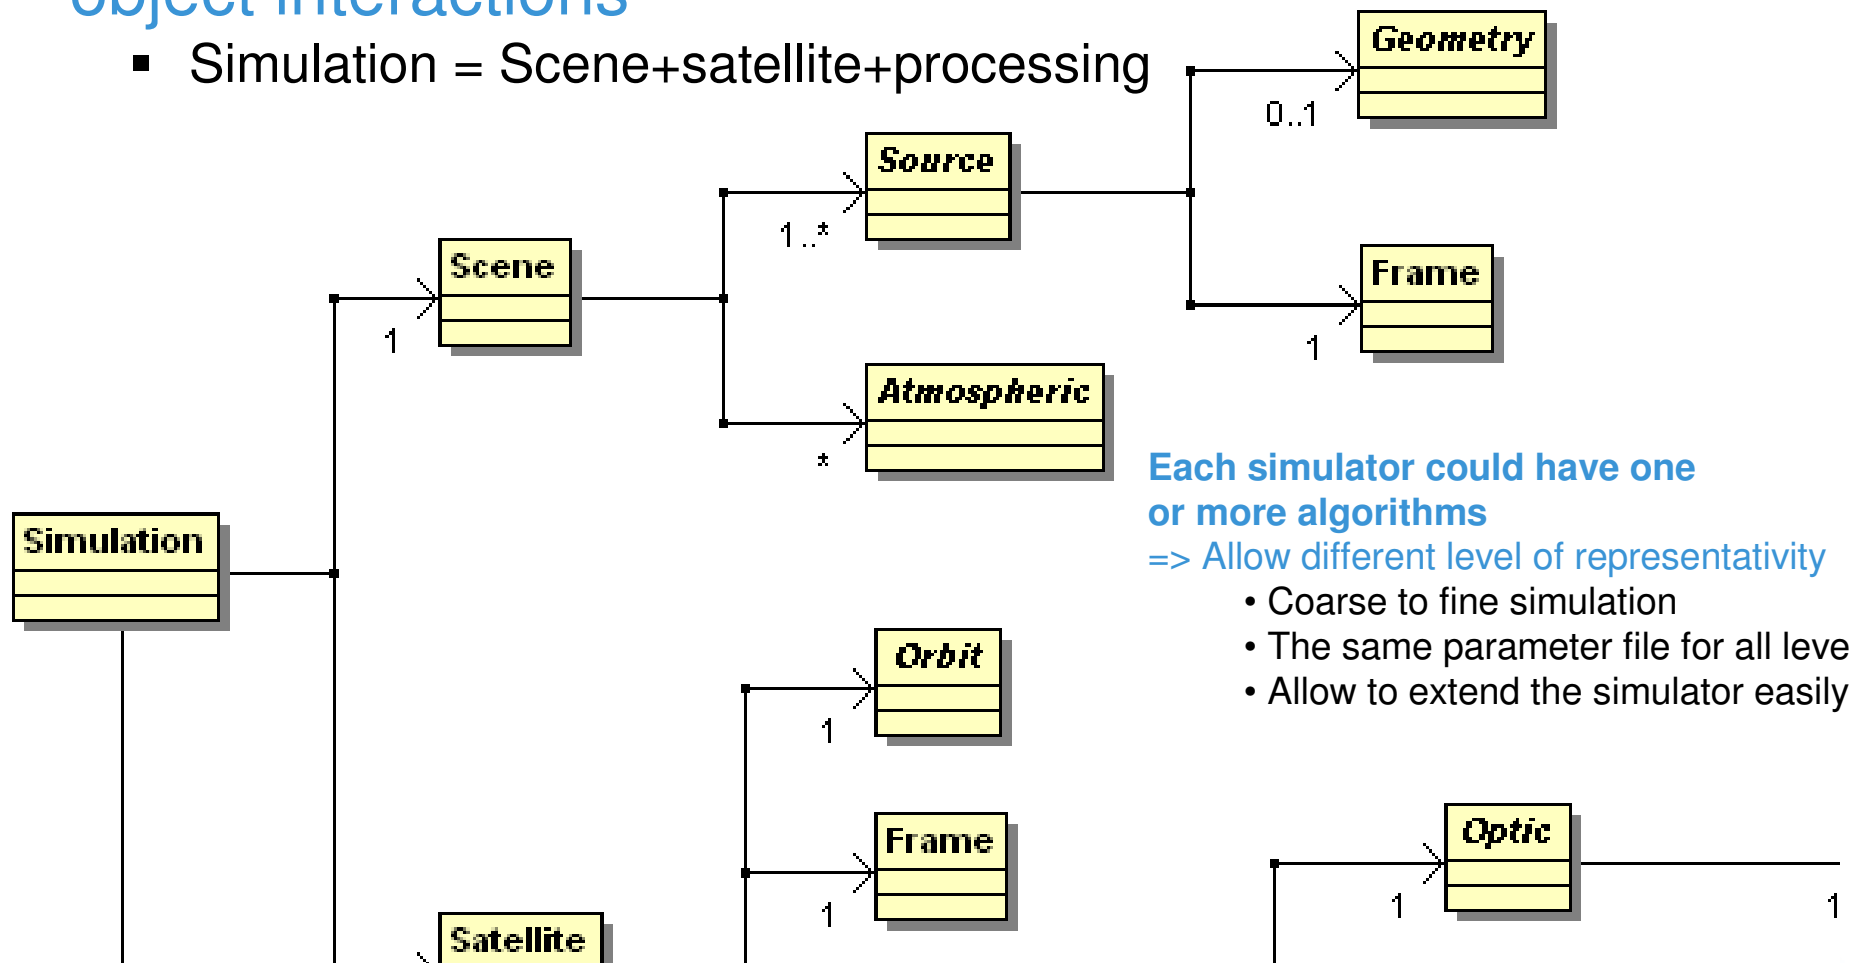 object interactions
▪ Simulation = Scene+satellite+processing
Geometry
0..1
Source
1..*
Scene
1
Frame
1
Atmospheric
*
Each simulator could have one
or more algorithms
=> Allow different level of representativity
• Coarse to fine simulation
• The same parameter file for all leve
• Allow to extend the simulator easily
Simulation
Orbit
1
Frame
1
Optic
1
1
Satellite